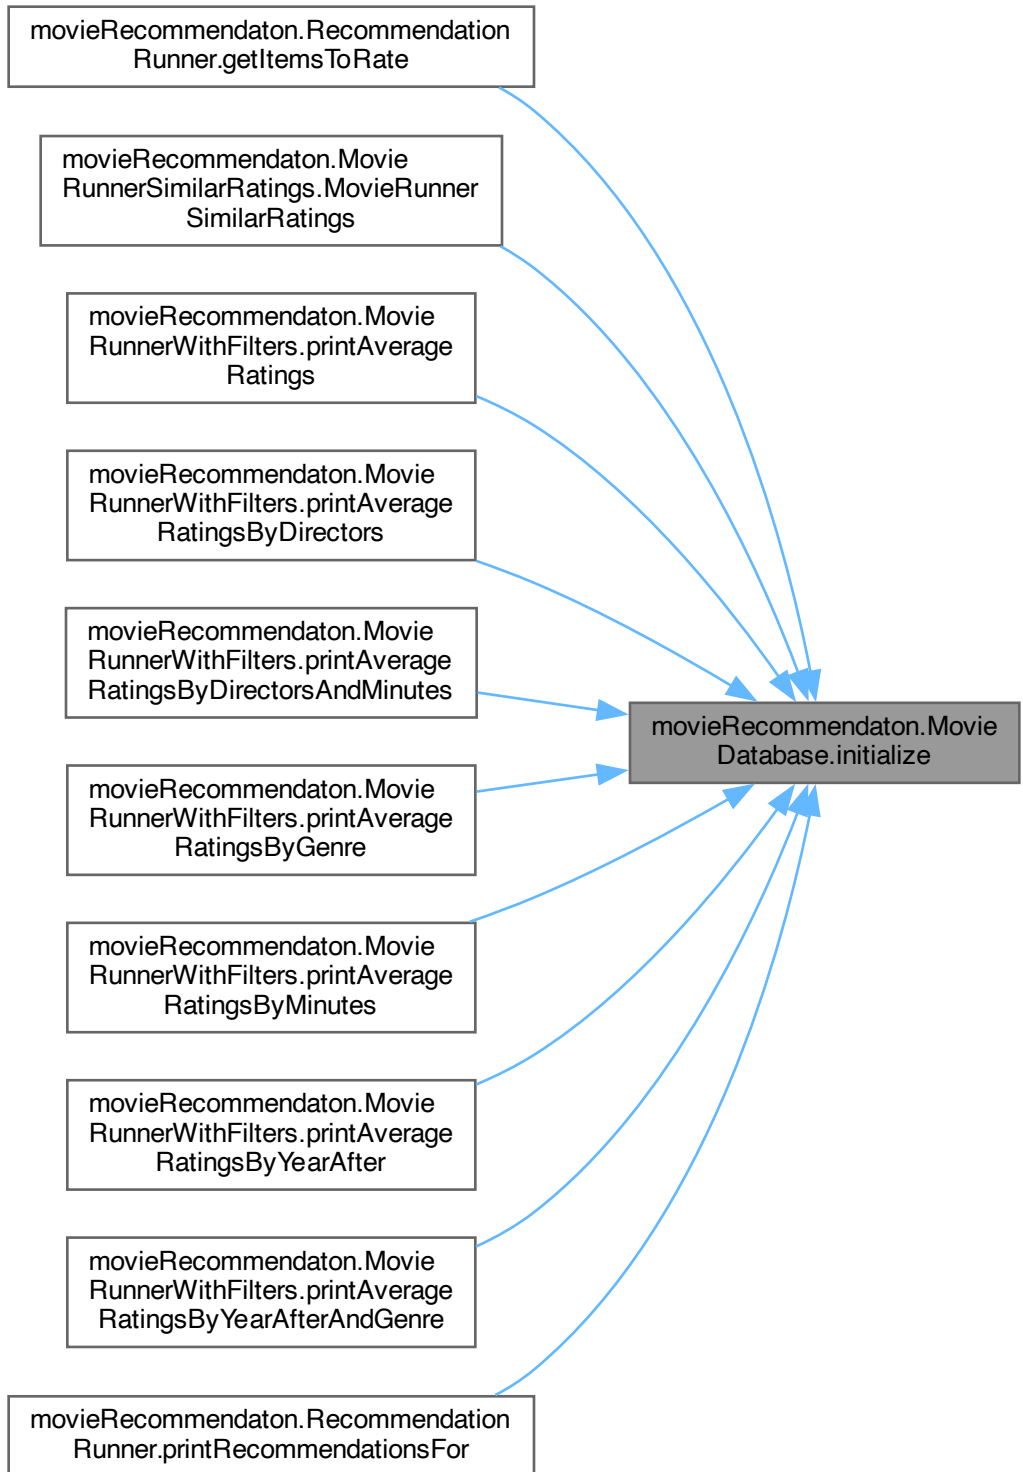 movieRecommendaton.Recommendation
Runner.getItemsToRate
movieRecommendaton.Movie
RunnerSimilarRatings.MovieRunner
SimilarRatings
movieRecommendaton.Movie
RunnerWithFilters.printAverage
Ratings
movieRecommendaton.Movie
RunnerWithFilters.printAverage
RatingsByDirectors
movieRecommendaton.Movie
RunnerWithFilters.printAverage
RatingsByDirectorsAndMinutes
movieRecommendaton.Movie
Database.initialize
movieRecommendaton.Movie
RunnerWithFilters.printAverage
RatingsByGenre
movieRecommendaton.Movie
RunnerWithFilters.printAverage
RatingsByMinutes
movieRecommendaton.Movie
RunnerWithFilters.printAverage
RatingsByYearAfter
movieRecommendaton.Movie
RunnerWithFilters.printAverage
RatingsByYearAfterAndGenre
movieRecommendaton.Recommendation
Runner.printRecommendationsFor